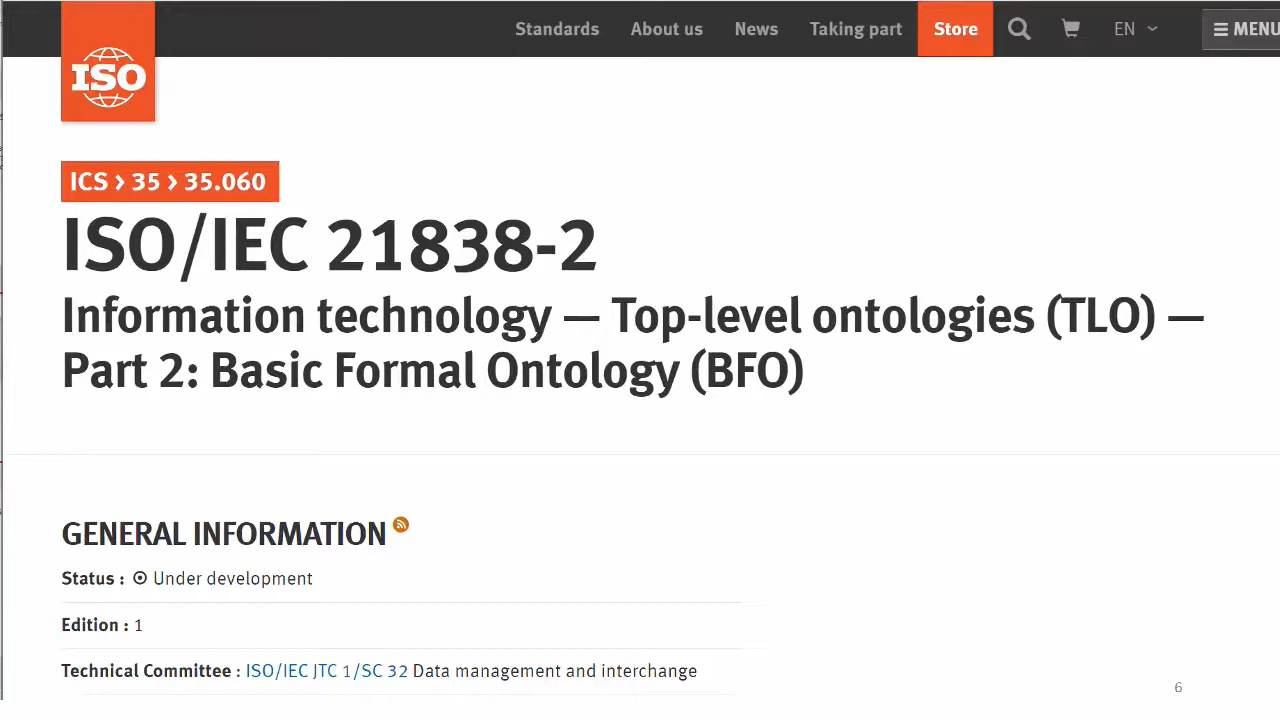 Standards About us News Taking part Store EN MENU
ISO
ICS › 35 › 35.060
ISO/IEC 21838-2
Information technology — Top-level ontologies (TLO) —
Part 2: Basic Formal Ontology (BFO)
GENERAL INFORMATION
Status : Under development
Edition : 1
Technical Committee : ISO/IEC JTC 1/SC 32 Data management and interchange
6